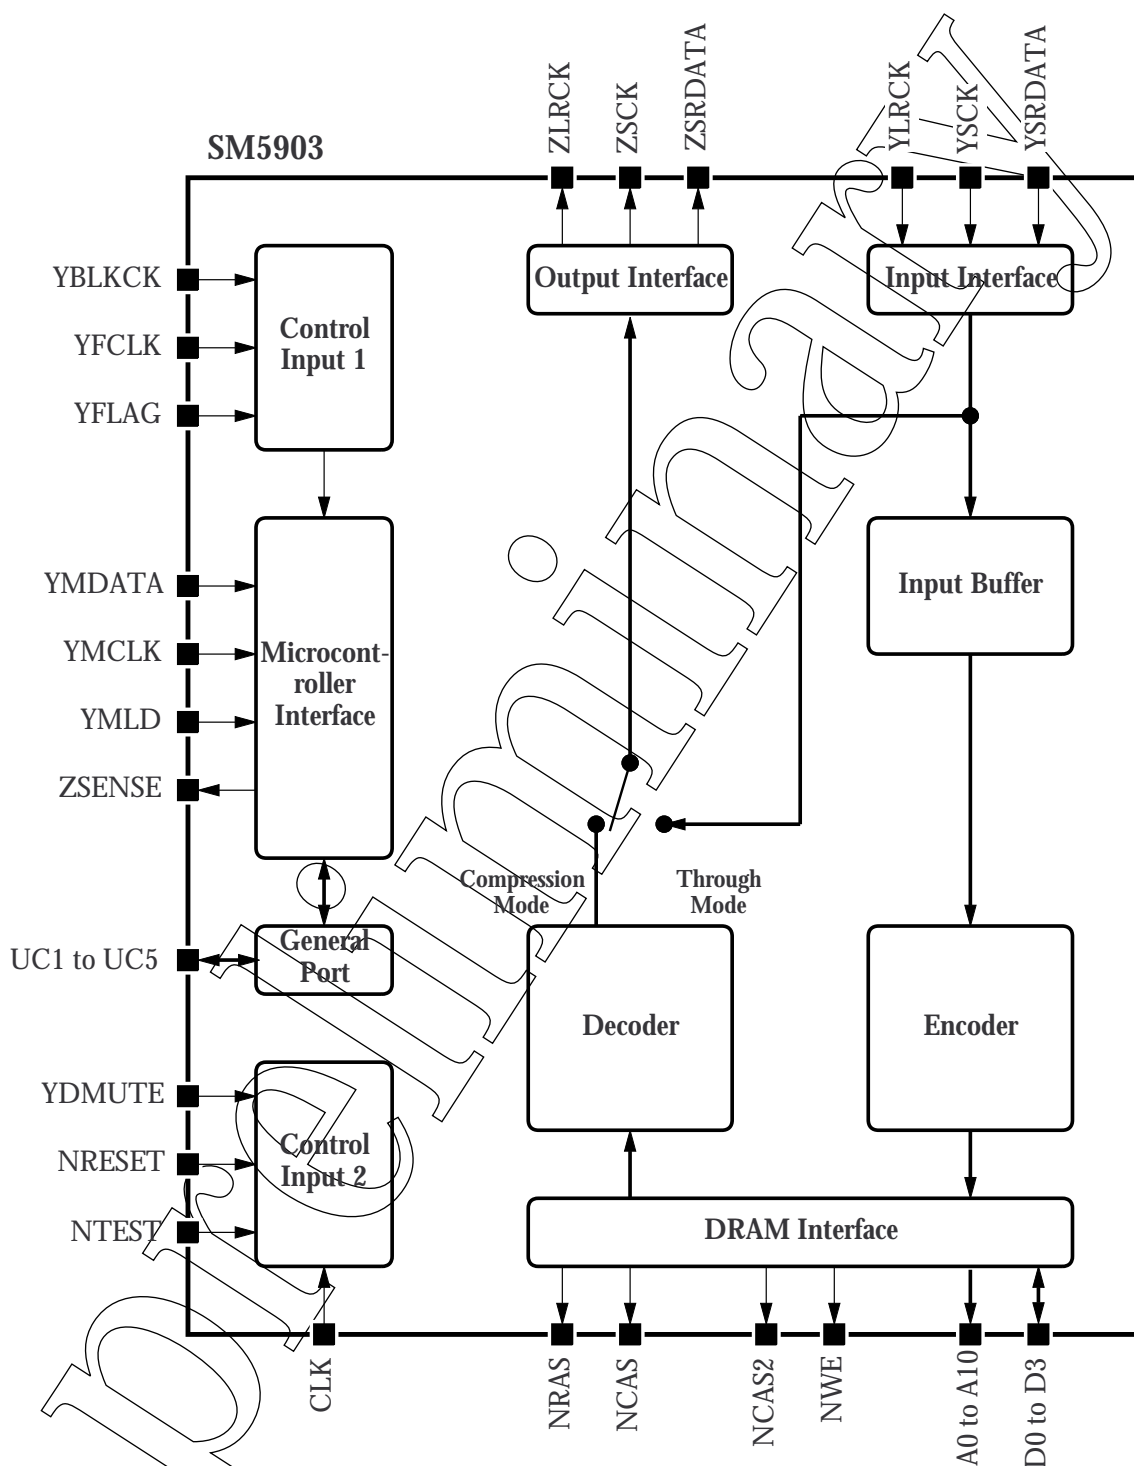 ZLRCK
ZSCK
ZSRDATA
YLRCK
YSCK
YSRDATA
SM5903
YBLKCK
YFCLK
YFLAG
Control
Input 1
Output Interface
Input Interface
YMDATA
YMCLK
YMLD
ZSENSE
Microcont-
roller
Interface
Input Buffer
Compression
Mode
Through
Mode
UC1 to UC5
General
Port
Decoder
Encoder
YDMUTE
NRESET
NTEST
Control
Input 2
DRAM Interface
CLK
NRAS
NCAS
NCAS2
NWE
A0 to A10
D0 to D3
preliminary